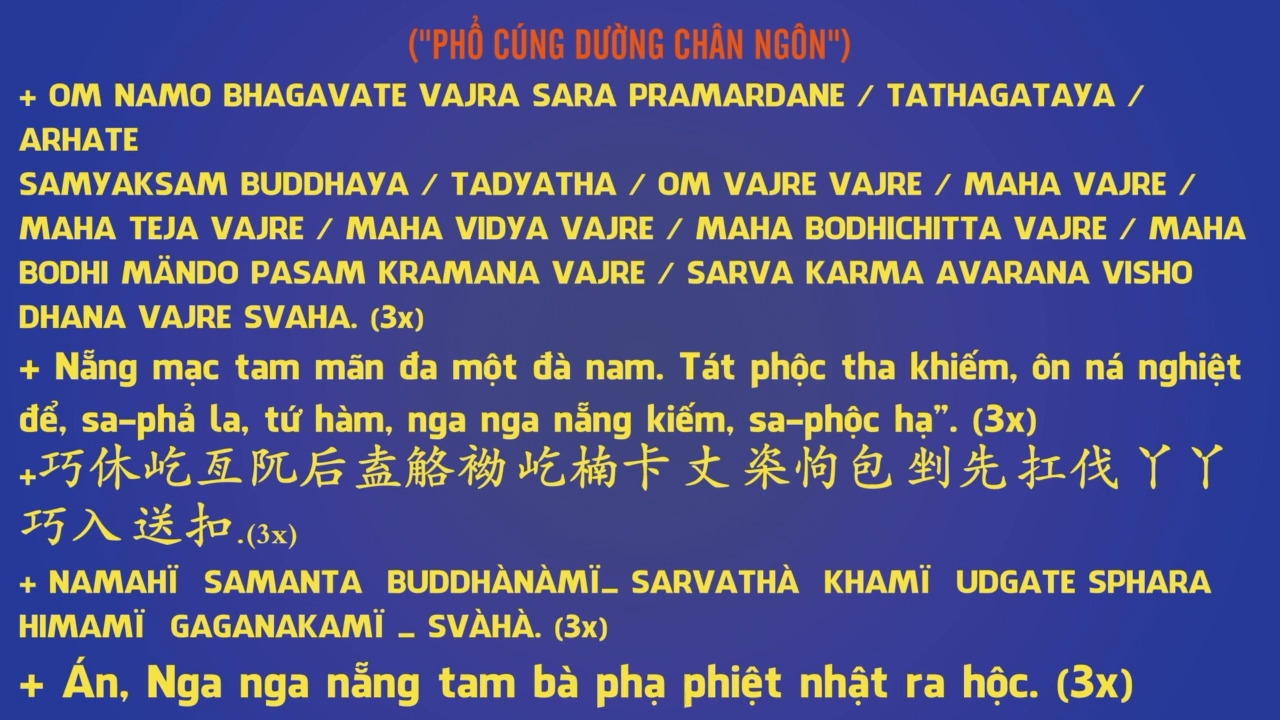 ("PHỔ CÚNG DƯỜNG CHÂN NGÔN")
+ OM NAMO BHAGAVATE VAJRA SARA PRAMARDANE / TATHAGATAYA /
ARHATE
SAMYAKSAM BUDDHAYA / TADYATHA / OM VAJRE VAJRE / MAHA VAJRE /
MAHA TEJA VAJRE / MAHA VIDYA VAJRE / MAHA BODHICHITTA VAJRE / MAHA
BODHI MÄNDO PASAM KRAMANA VAJRE / SARVA KARMA AVARANA VISHO
DHANA VAJRE SVAHA. (3x)
+ Nẵng mạc tam mãn đa một đà nam. Tát phộc tha khiếm, ôn ná nghiệt
để, sa-phả la, tứ hàm, nga nga nẵng kiếm, sa-phộc hạ”. (3x)
+巧休屹亙阢后盍觡袎屹楠卡丈姿怐包剉先扛伐丫丫
巧入送扣.(3x)
+ NAMAHÏ SAMANTA BUDDHÀNÀMÏ_ SARVATHÀ KHAMÏ UDGATE SPHARA
HIMAMÏ GAGANAKAMÏ _ SVÀHÀ. (3x)
+ Án, Nga nga nẵng tam bà phạ phiệt nhật ra hộc. (3x)